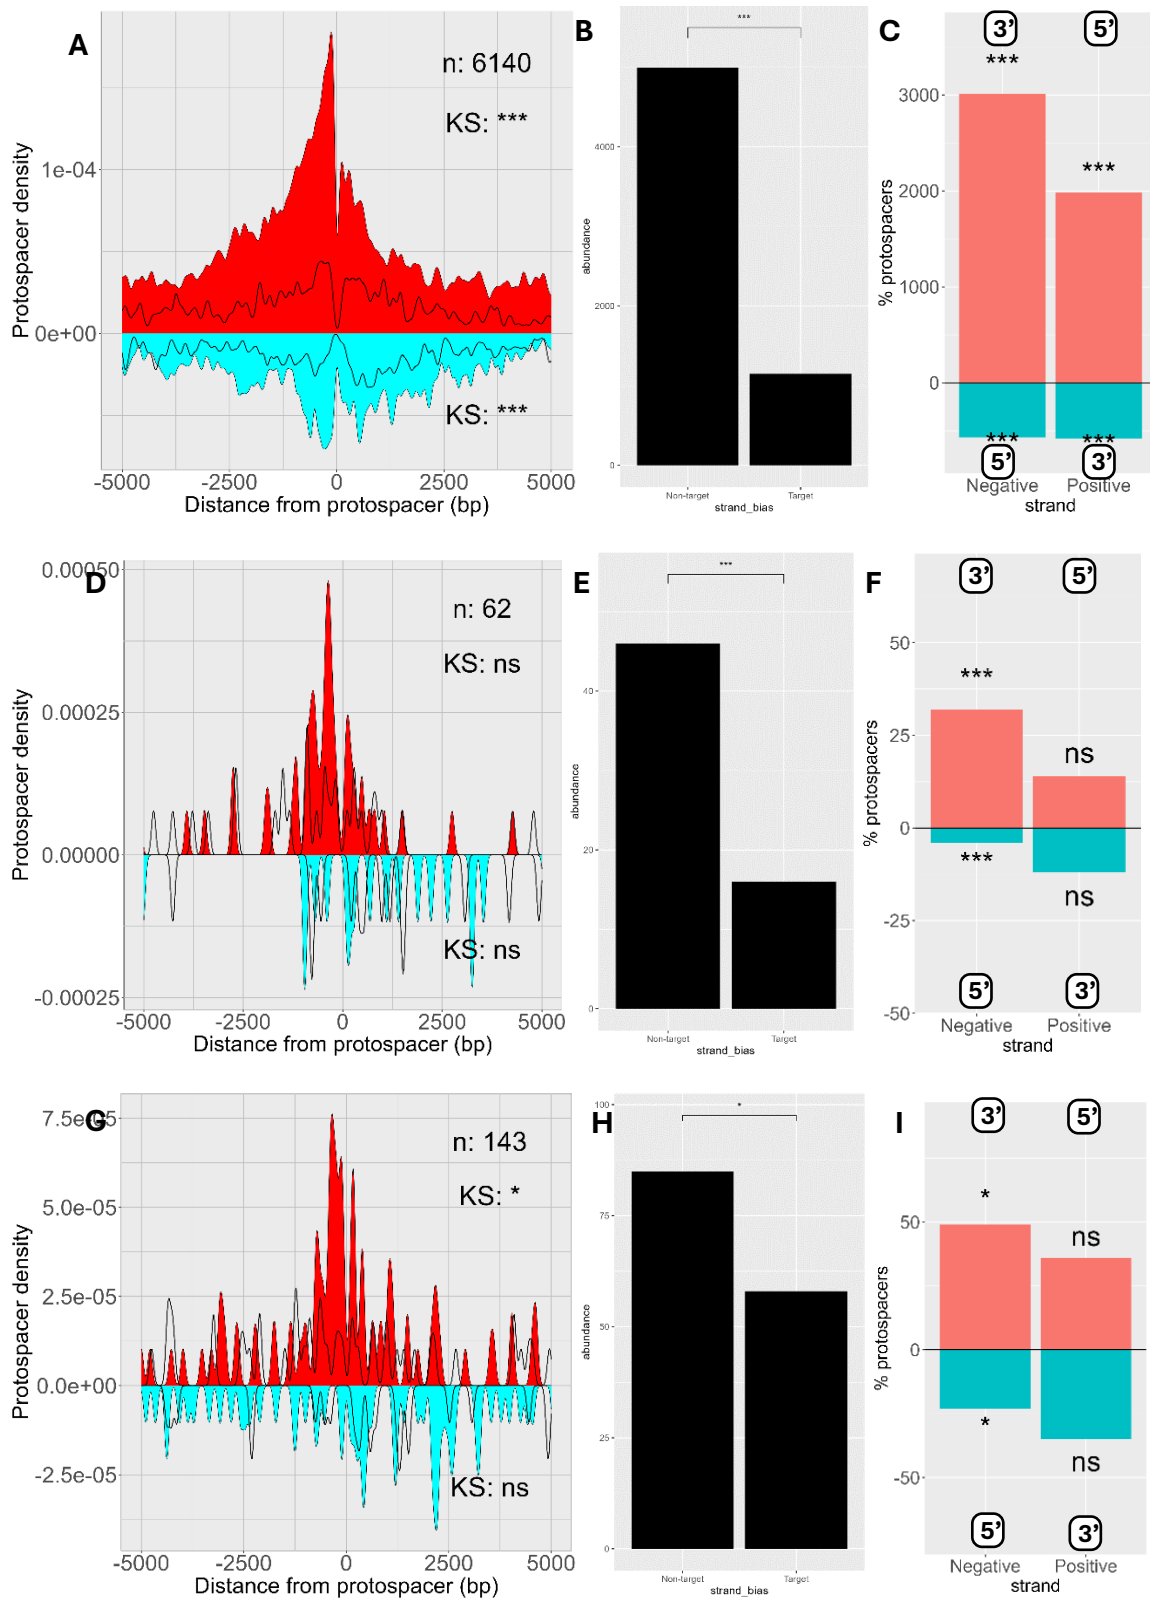 A
n: 6140
KS: ***
KS: ***
Protospacer density
1e-04
0e+00
-5000
-2500
0
2500
5000
Distance from protospacer (bp)
B
***
abundance
4000
2000
0
Non-target
Target
strand_bias
C
3’
5’
***
***
% protospacers
3000
2000
1000
0
***
***
5’
3’
Negative
Positive
strand
D
n: 62
KS: ns
KS: ns
Protospacer density
0.00050
0.00025
0.00000
-0.00025
-5000
-2500
0
2500
5000
Distance from protospacer (bp)
E
***
abundance
40
20
0
Non-target
Target
strand_bias
F
3’
5’
***
ns
% protospacers
50
25
0
-25
-50
***
ns
5’
3’
Negative
Positive
strand
G
n: 143
KS: *
KS: ns
Protospacer density
7.5e-05
5.0e-05
2.5e-05
0.0e+00
-2.5e-05
-5000
-2500
0
2500
5000
Distance from protospacer (bp)
H
*
abundance
100
75
50
25
0
Non-target
Target
strand_bias
I
3’
5’
*
ns
% protospacers
50
0
-50
*
ns
5’
3’
Negative
Positive
strand